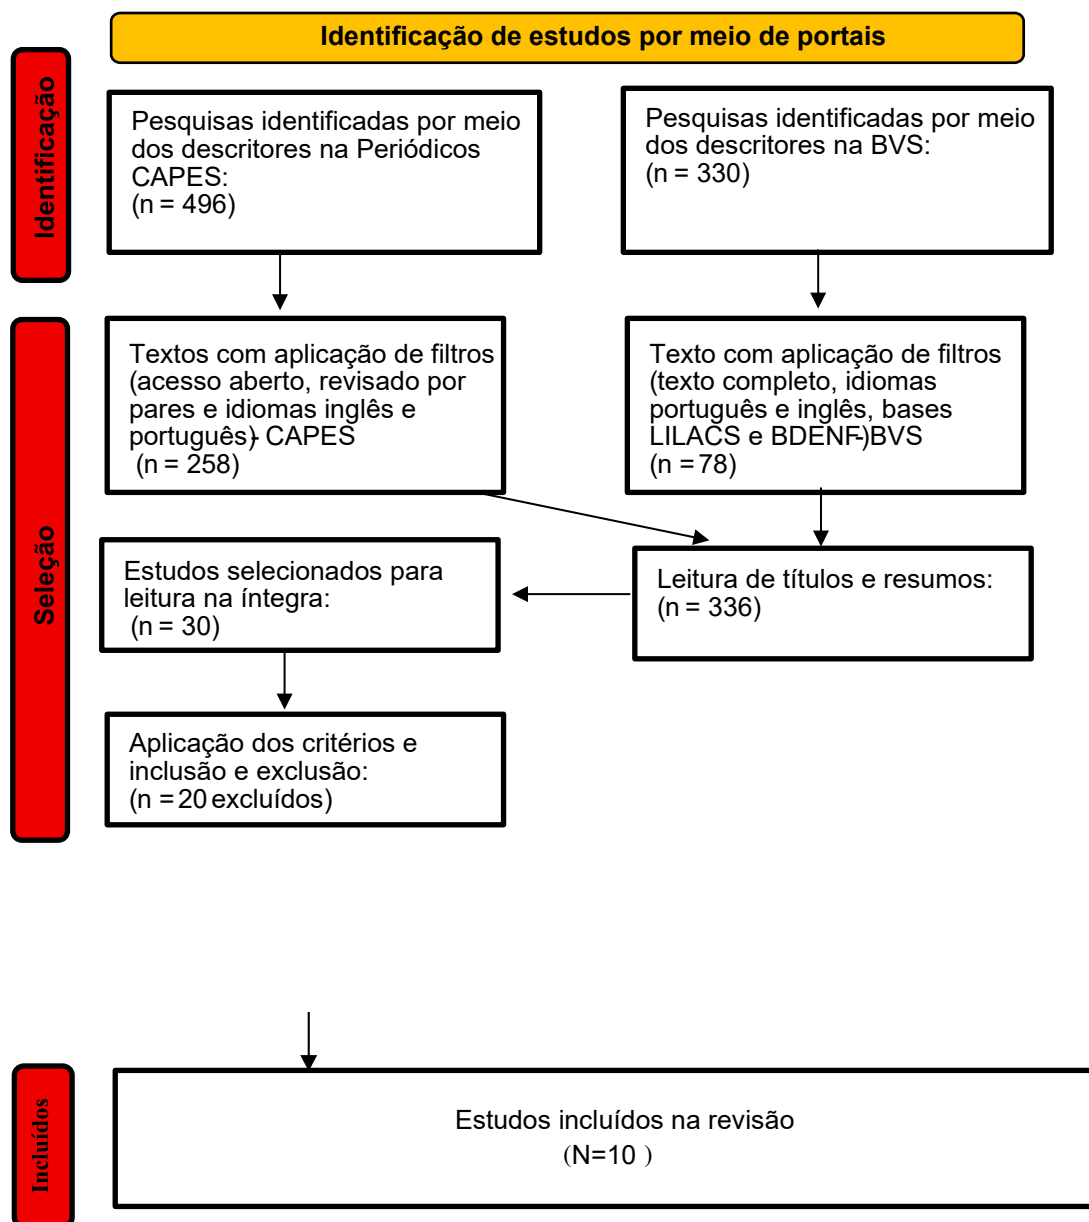 Identificação de estudos por meio de portais
Identificação
Pesquisas identificadas por meio
dos descritores na Periódicos
CAPES:
(n = 496)
Pesquisas identificadas por meio
dos descritores na BVS:
(n = 330)
Seleção
Textos com aplicação de filtros
(acesso aberto, revisado por
pares e idiomas inglês e
português)- CAPES
(n = 258)
Texto com aplicação de filtros
(texto completo, idiomas
português e inglês, bases
LILACS e BDENF-)BVS
(n =78)
Leitura de títulos e resumos:
(n = 336)
Estudos selecionados para
leitura na íntegra:
(n = 30)
Aplicação dos critérios e
inclusão e exclusão:
(n =20 excluídos)
Incluídos
Estudos incluídos na revisão
(N=10 )